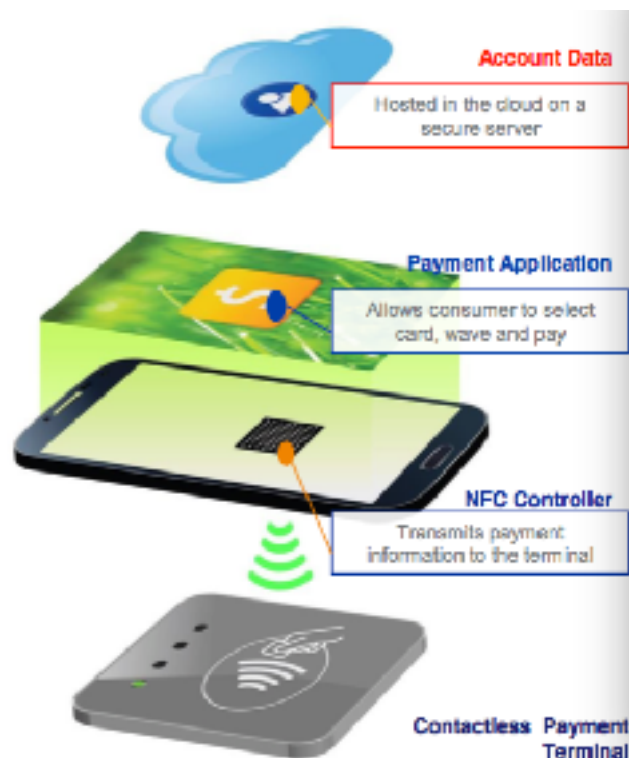 Account Data
Hosted in the cloud on a
secure server
Payment Application
Allows consumer to select
card, wave and pay
$
NFC Controller
Transmits payment
information to the terminal
Contactless Payment
Terminal